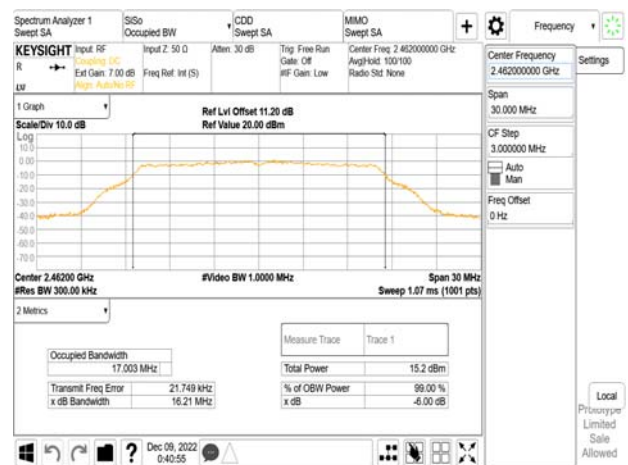 Spectrum Analyzer 1
Swept SA
SiSo
Occupied BW
CDD
Swept SA
MIMO
Swept SA
+
Frequency
KEYSIGHT
R
LVI
Input: RF
Coupling: DC
Ext Gain: 7.00 dB
Align: Auto/No RF
Input Z: 50 Ω
Freq Ref: Int (S)
Atten: 30 dB
Trig: Free Run
Gate: Off
#IF Gain: Low
Center Freq: 2.462000000 GHz
Avg|Hold: 100/100
Radio Std: None
Center Frequency
2.462000000 GHz
Settings
Span
30.000 MHz
CF Step
3.000000 MHz
Auto
Man
Freq Offset
0 Hz
1 Graph
Scale/Div 10.0 dB
Ref Lvl Offset 11.20 dB
Ref Value 20.00 dBm
Log
10.0
0.00
-10.0
-20.0
-30.0
-40.0
-50.0
-60.0
-70.0
Center 2.46200 GHz
#Res BW 300.00 kHz
#Video BW 1.0000 MHz
Span 30 MHz
Sweep 1.07 ms (1001 pts)
2 Metrics
Measure Trace
Trace 1
Occupied Bandwidth
17.003 MHz
Total Power
15.2 dBm
Transmit Freq Error
21.749 kHz
% of OBW Power
99.00 %
x dB Bandwidth
16.21 MHz
x dB
-6.00 dB
Local
Prototype
Limited
Sale
Allowed
?
Dec 09, 2022
0:40:55